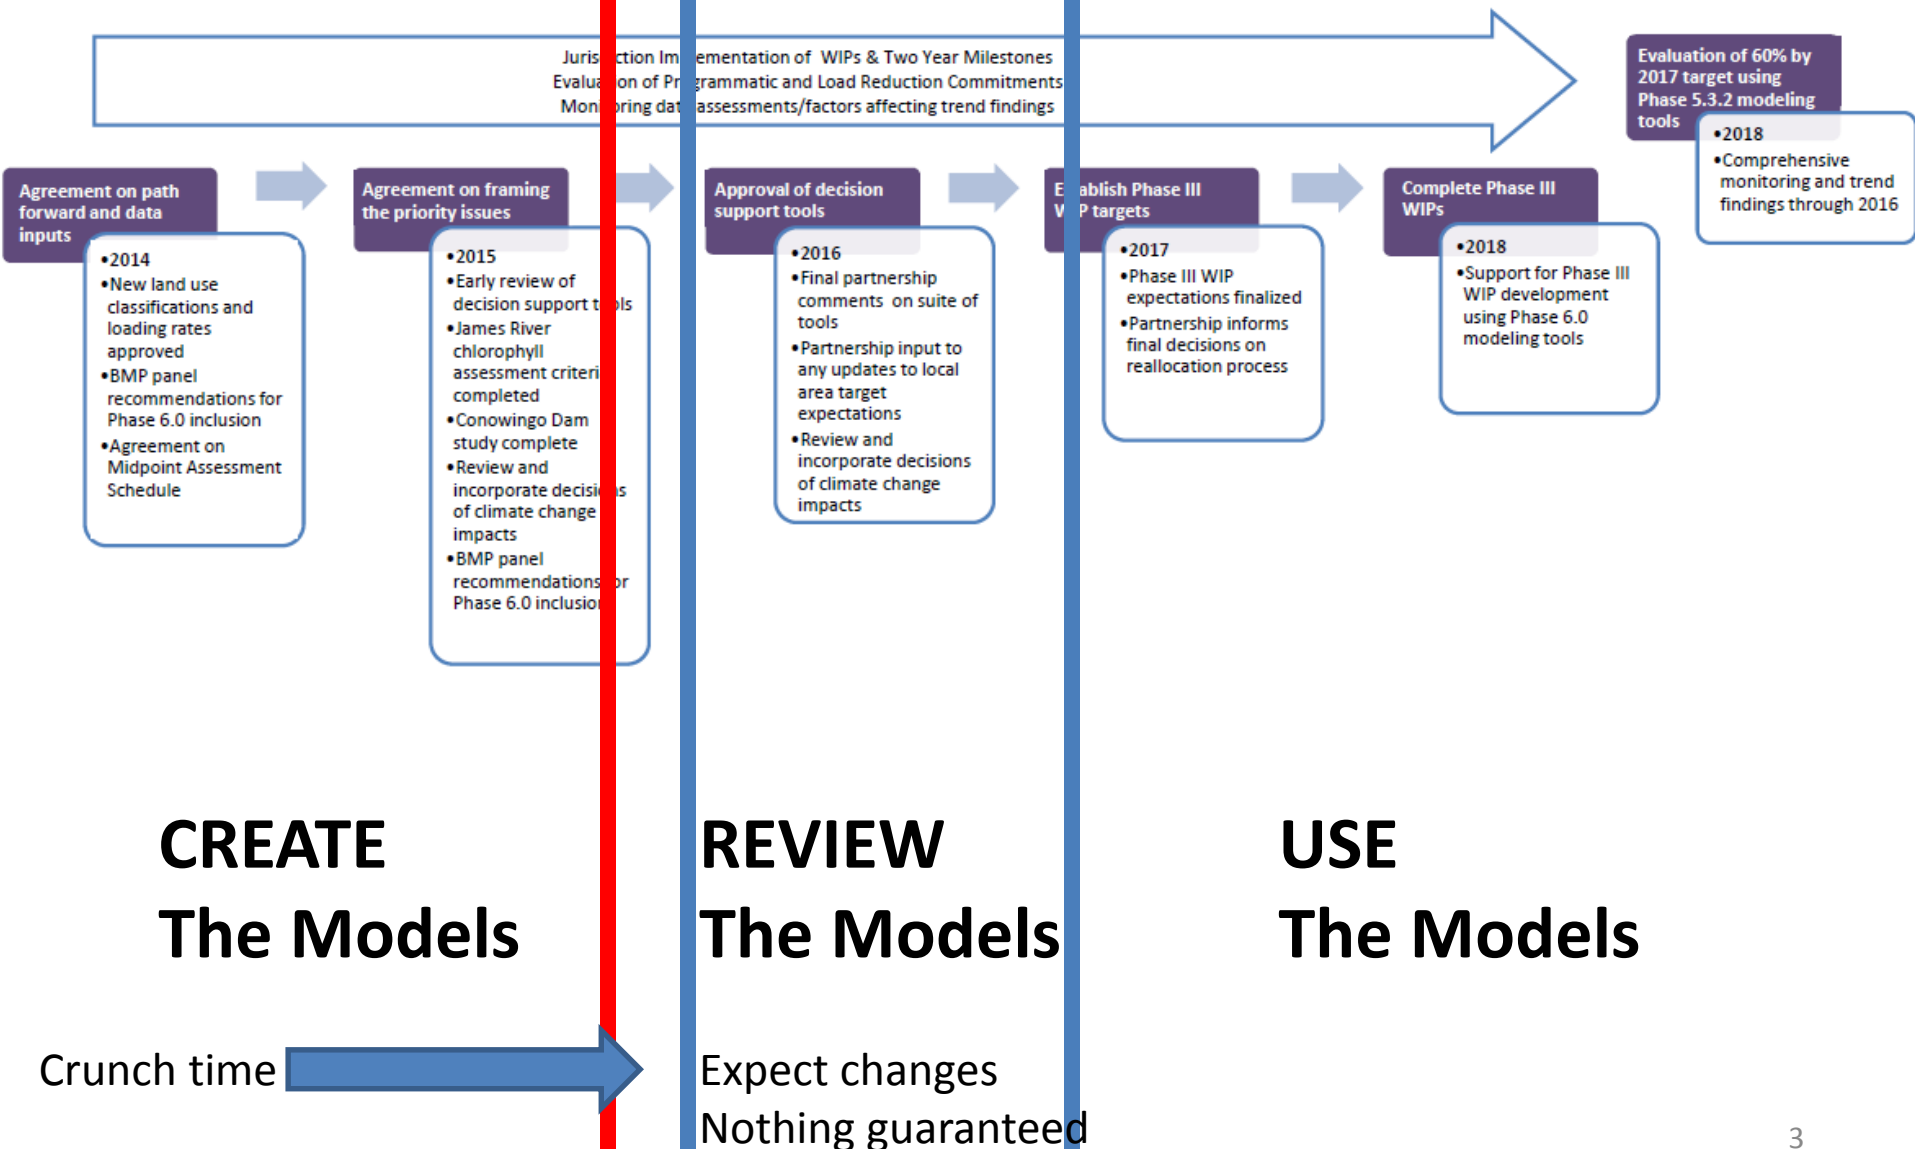 Juris ction Im ementation of WIPs & Two Year Milestones
Evalua on of Pr grammatic and Load Reduction Commitments
Mon oring dat assessments/factors affecting trend findings
Evaluation of 60% by
2017 target using
Phase 5.3.2 modeling
tools
•2018
•Comprehensive
monitoring and trend
findings through 2016
Agreement on path
forward and data
inputs
•2014
•New land use
classifications and
loading rates
approved
•BMP panel
recommendations for
Phase 6.0 inclusion
•Agreement on
Midpoint Assessment
Schedule
Agreement on framing
the priority issues
•2015
•Early review of
decision support t ls
•James River
chlorophyll
assessment criteri
completed
•Conowingo Dam
study complete
•Review and
incorporate decisi s
of climate change
impacts
•BMP panel
recommendations or
Phase 6.0 inclusion
Approval of decision
support tools
•2016
•Final partnership
comments on suite of
tools
•Partnership input to
any updates to local
area target
expectations
•Review and
incorporate decisions
of climate change
impacts
E ablish Phase III
W P targets
•2017
•Phase III WIP
expectations finalized
•Partnership informs
final decisions on
reallocation process
Complete Phase III
WIPs
•2018
•Support for Phase III
WIP development
using Phase 6.0
modeling tools
CREATE
The Models
REVIEW
The Models
USE
The Models
Crunch time
Expect changes
Nothing guaranteed
3